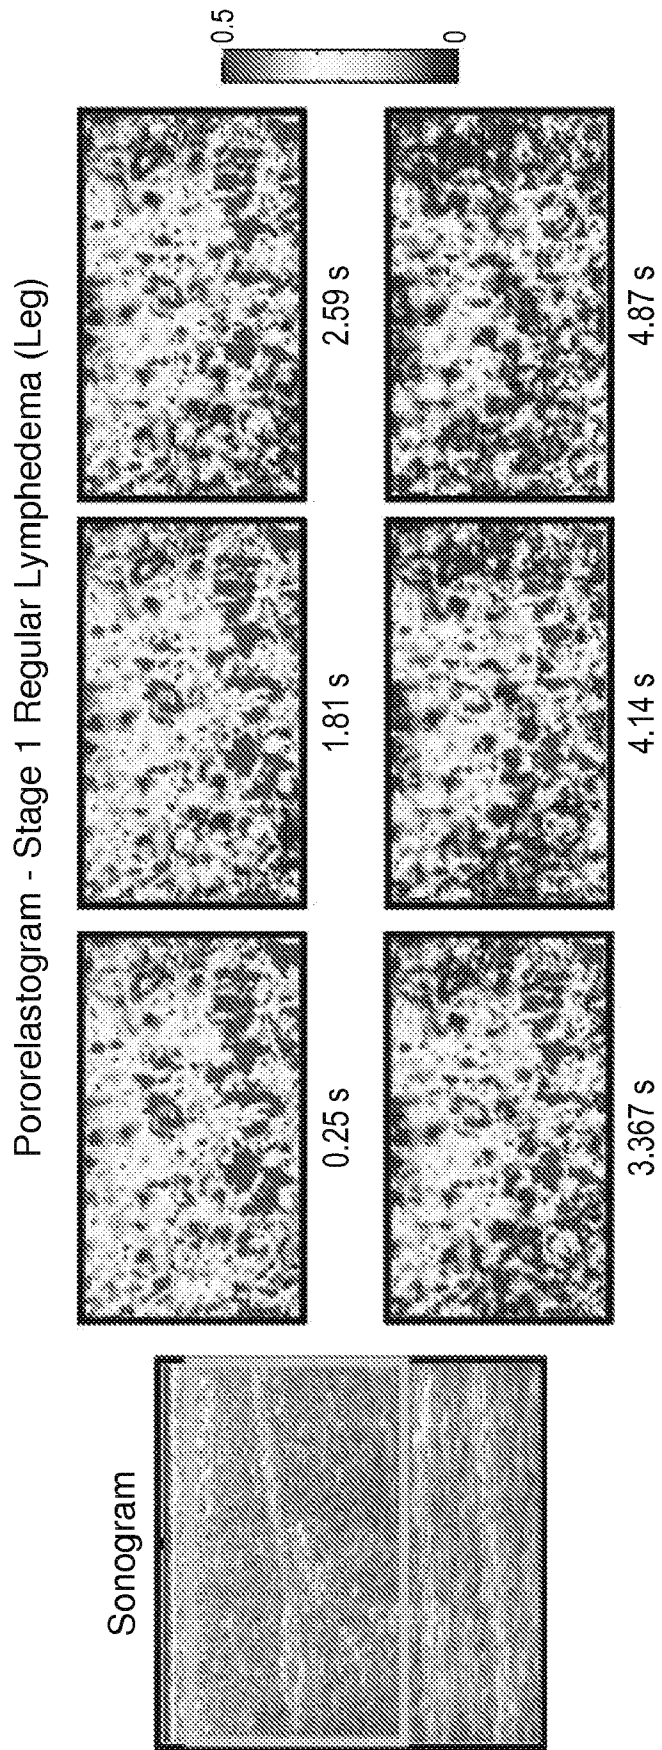 Pororelastogram - Stage 1 Regular Lymphedema (Leg)
Sonogram
0.25 s
1.81 s
2.59 s
3.367 s
4.14 s
4.87 s
0.5
0